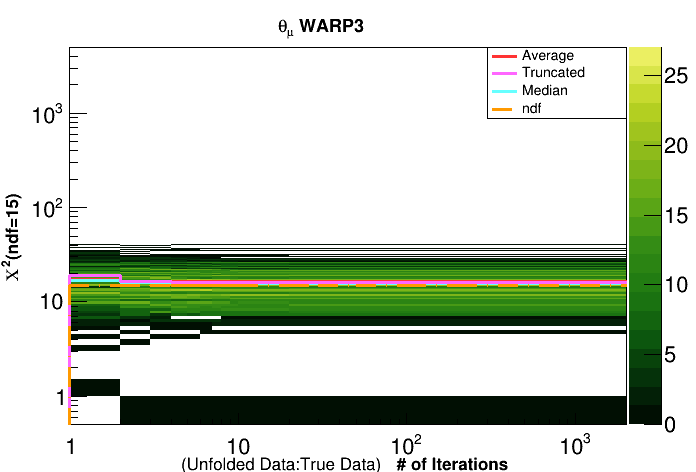 θμ WARP3
Average
Truncated
Median
ndf
10³
10²
10
1
χ²(ndf=15)
25
20
15
10
5
0
1
10
10²
10³
(Unfolded Data:True Data) # of Iterations